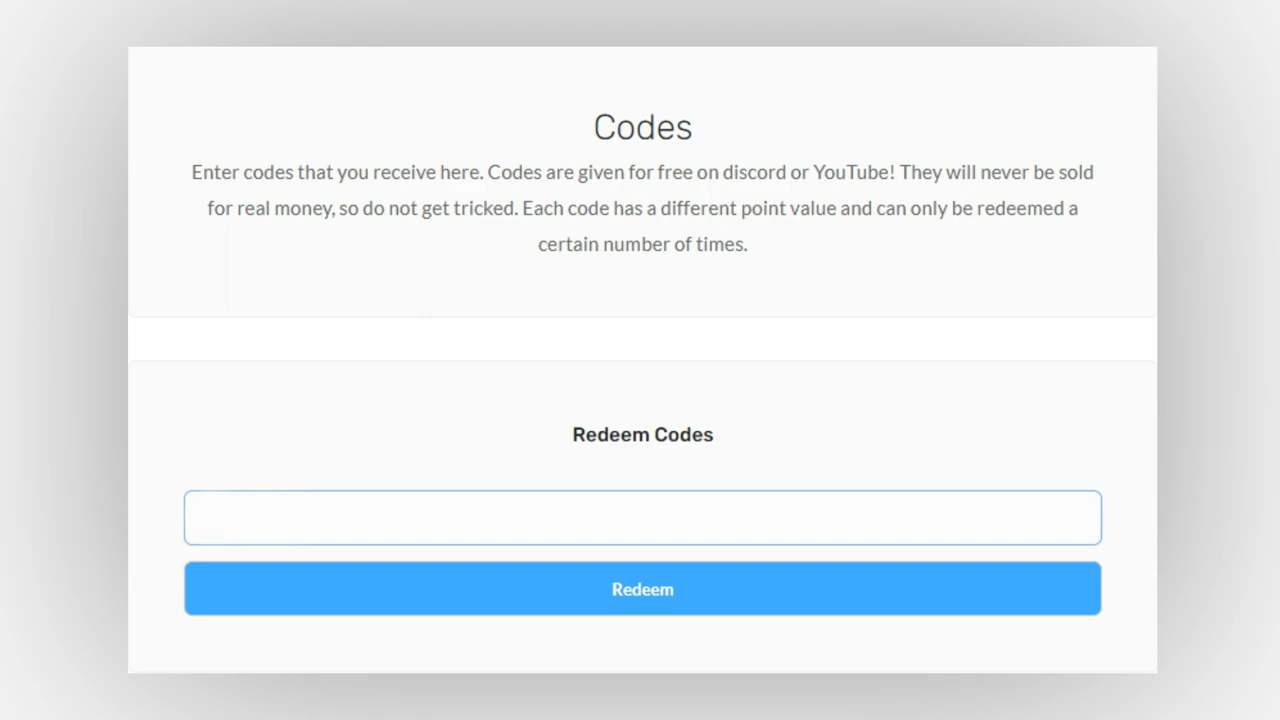 Codes
Enter codes that you receive here. Codes are given for free on discord or YouTube! They will never be sold
for real money, so do not get tricked. Each code has a different point value and can only be redeemed a
certain number of times.
Redeem Codes
Redeem